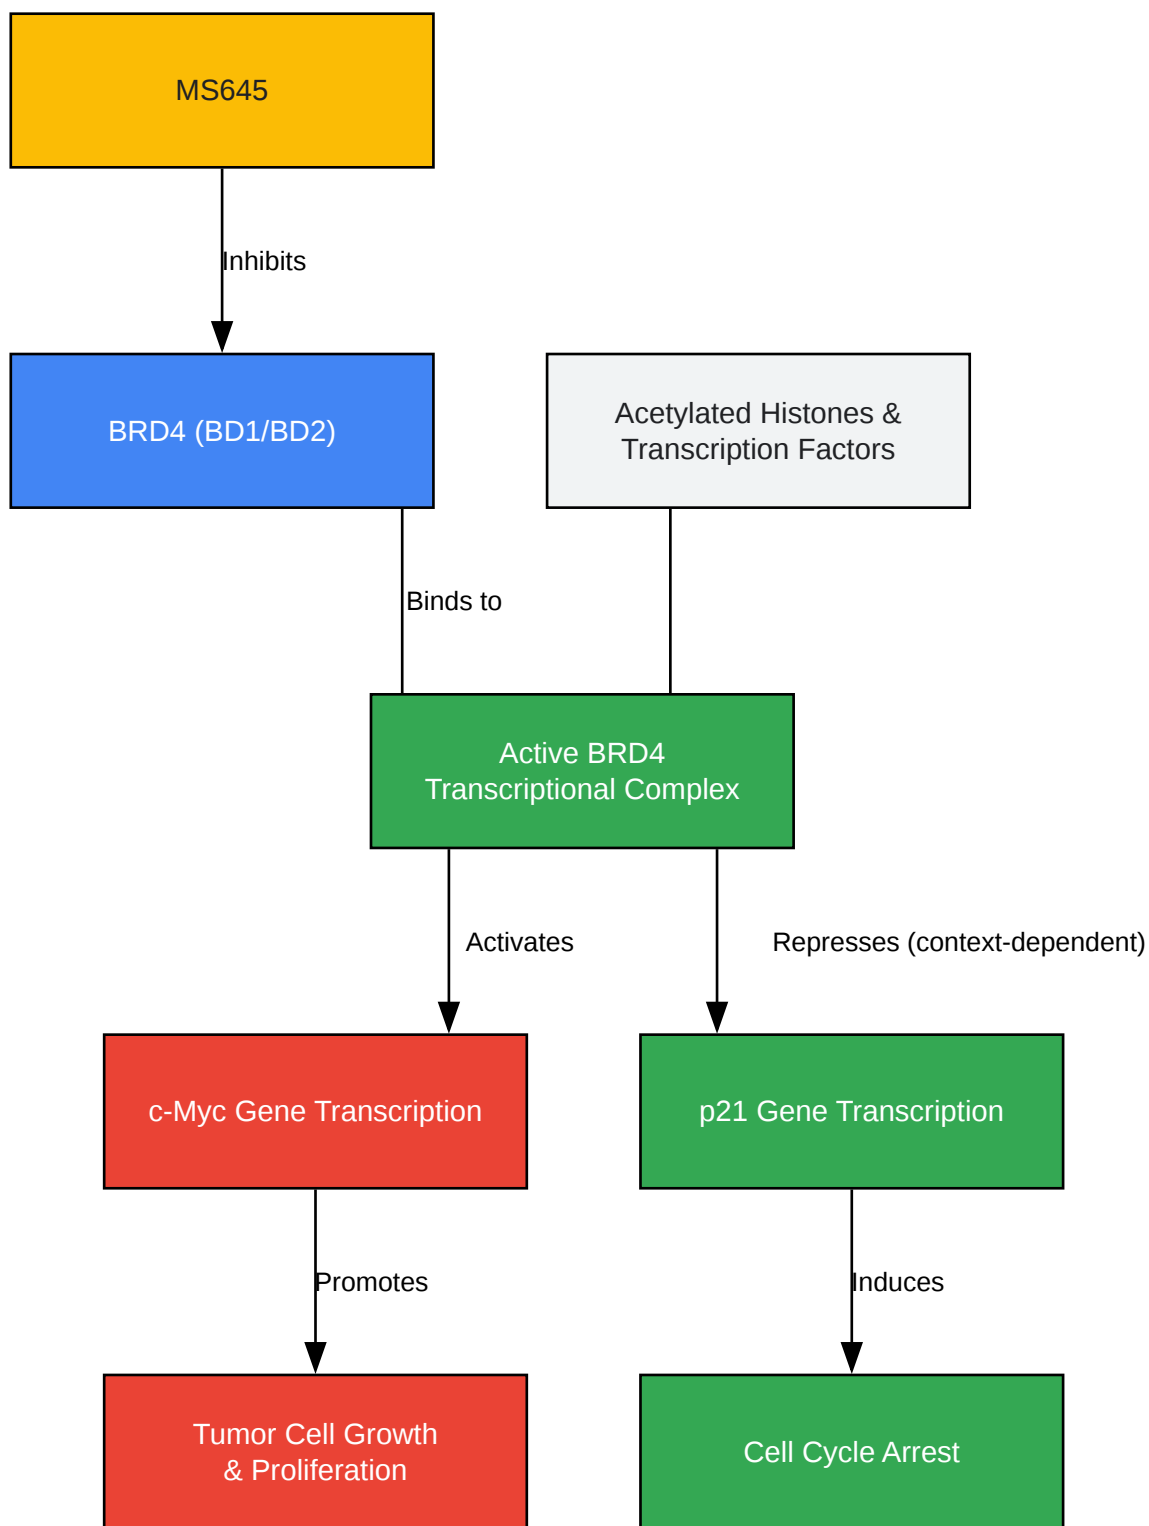 MS645
Inhibits
BRD4 (BD1/BD2)
Acetylated Histones &
Transcription Factors
Binds to
Active BRD4
Transcriptional Complex
Activates
Represses (context-dependent)
c-Myc Gene Transcription
p21 Gene Transcription
Promotes
Induces
Tumor Cell Growth
& Proliferation
Cell Cycle Arrest